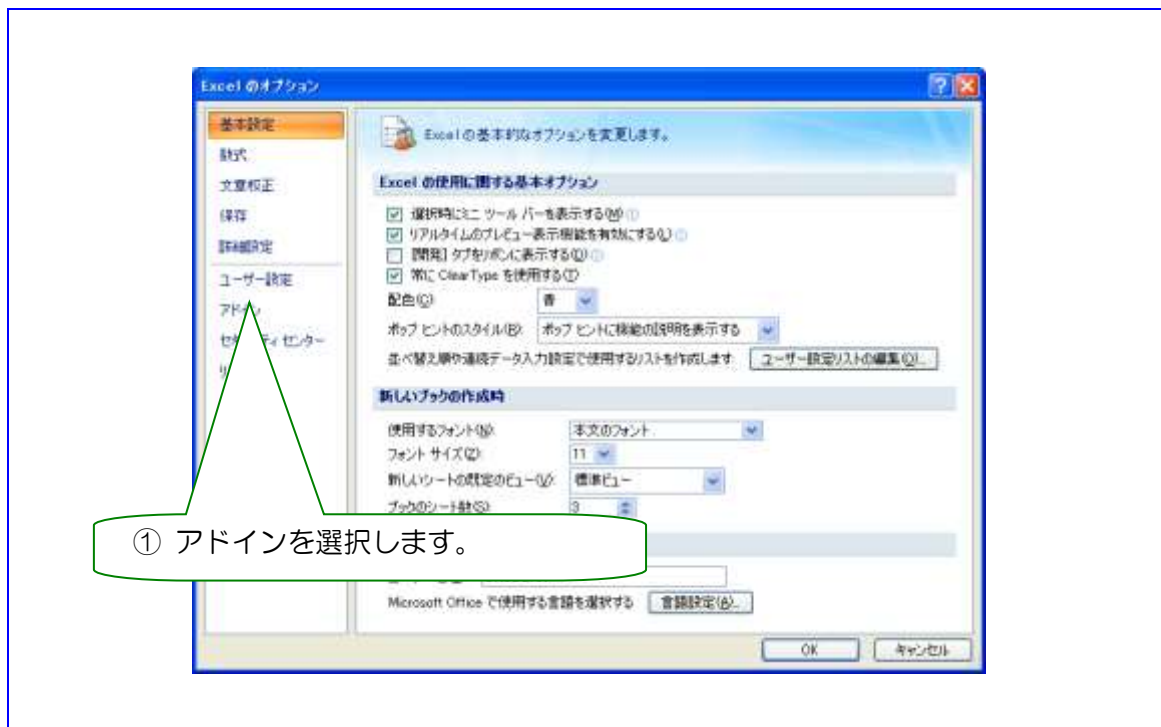 Excel のオプション
基本設定
数式
文章校正
保存
詳細設定
ユーザー設定
アドイン
セキュリティ センター
Excel の基本的なオプションを変更します。
Excel の使用に関する基本オプション
選択時にミニ ツール バーを表示する(M)
リアルタイムのプレビュー表示機能を有効にする(L)
[開発] タブをリボンに表示する(D)
常に ClearType を使用する(T)
配色(C): 青
ポップ ヒントのスタイル(R): ポップ ヒントに機能の説明を表示する
並べ替え順や連続データ入力設定で使用するリストを作成します ユーザー設定リストの編集(O)...
新しいブックの作成時
使用するフォント(N): 本文のフォント
フォント サイズ(Z): 11
新しいシートの既定のビュー(V): 標準ビュー
ブックのシート数(S): 3
① アドインを選択します。
Microsoft Office で使用する言語を選択する 言語設定(A)...
OK キャンセル